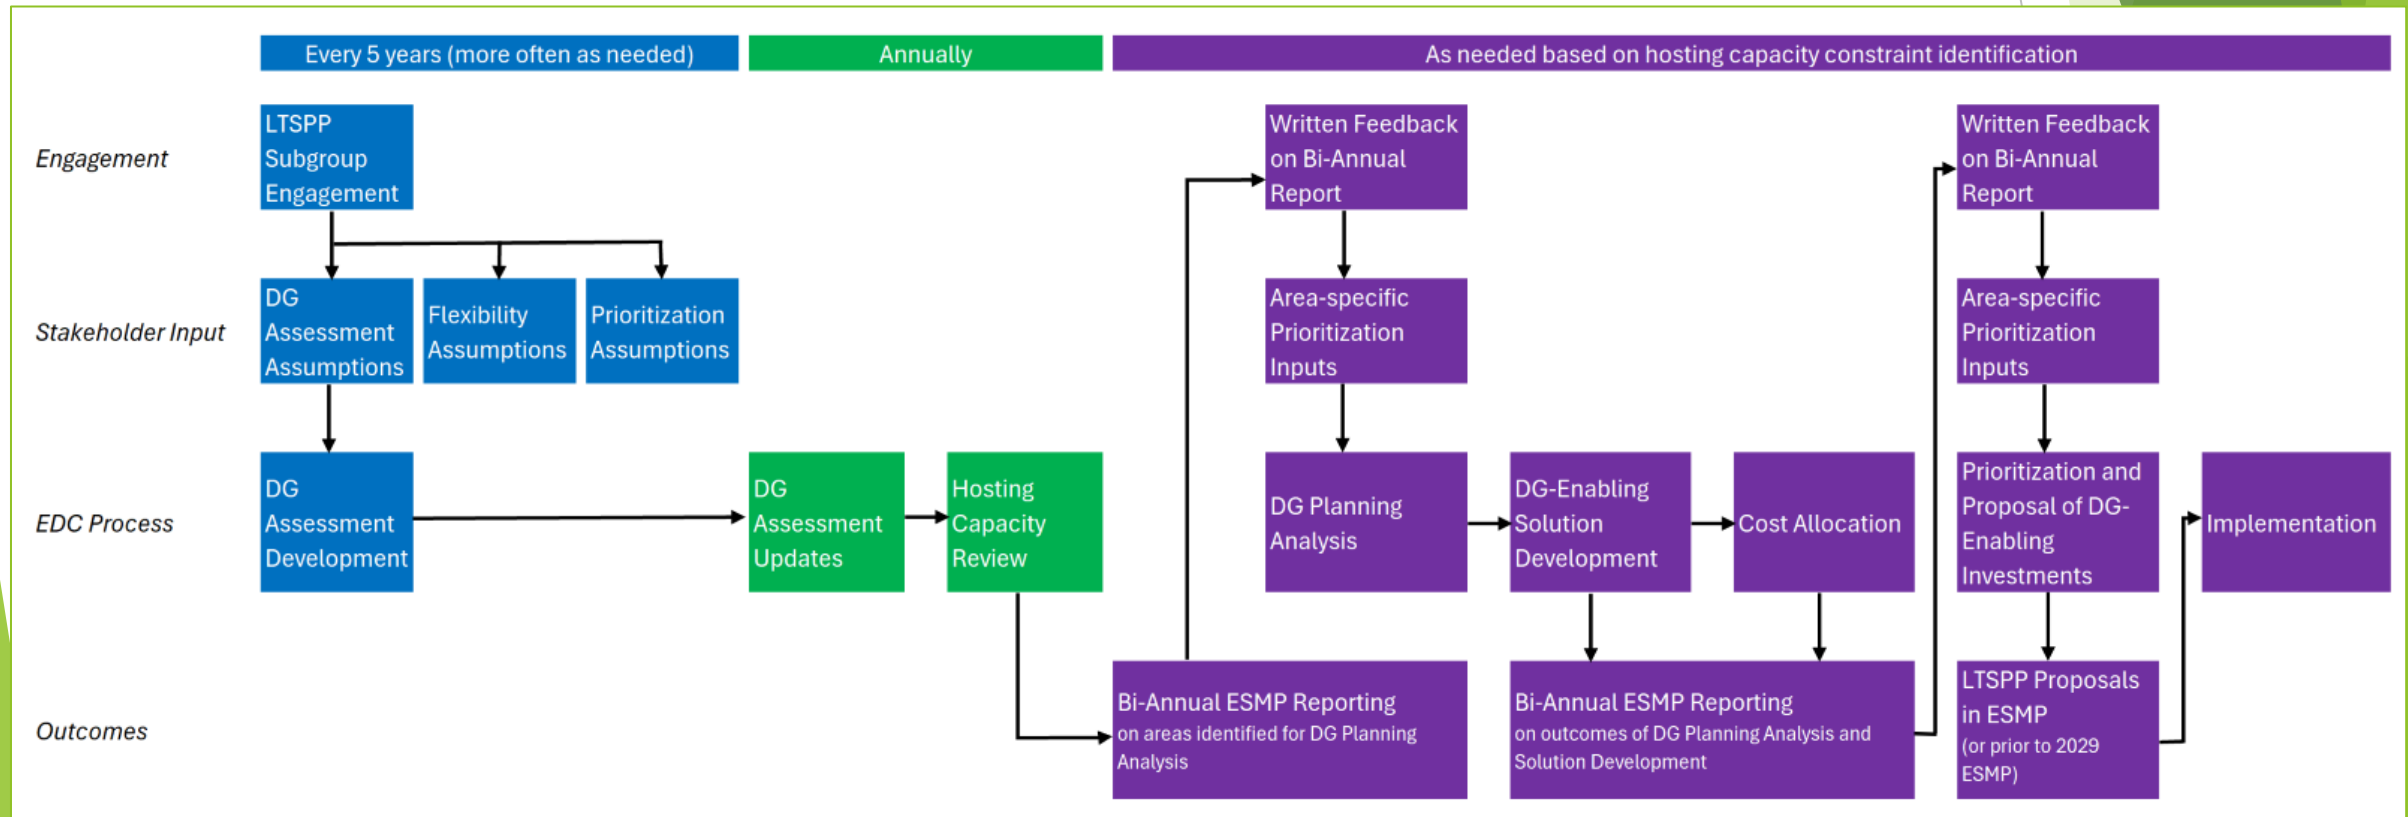 Every 5 years (more often as needed)
Annually
As needed based on hosting capacity constraint identification
Engagement
LTSPP
Subgroup
Engagement
Written Feedback
on Bi-Annual
Report
Written Feedback
on Bi-Annual
Report
Stakeholder Input
DG
Assessment
Assumptions
Flexibility
Assumptions
Prioritization
Assumptions
Area-specific
Prioritization
Inputs
Area-specific
Prioritization
Inputs
EDC Process
DG
Assessment
Development
DG
Assessment
Updates
Hosting
Capacity
Review
DG Planning
Analysis
DG-Enabling
Solution
Development
Cost Allocation
Prioritization and
Proposal of DG-
Enabling
Investments
Implementation
Outcomes
Bi-Annual ESMP Reporting
on areas identified for DG Planning
Analysis
Bi-Annual ESMP Reporting
on outcomes of DG Planning Analysis and
Solution Development
LTSPP Proposals
in ESMP
(or prior to 2029
ESMP)